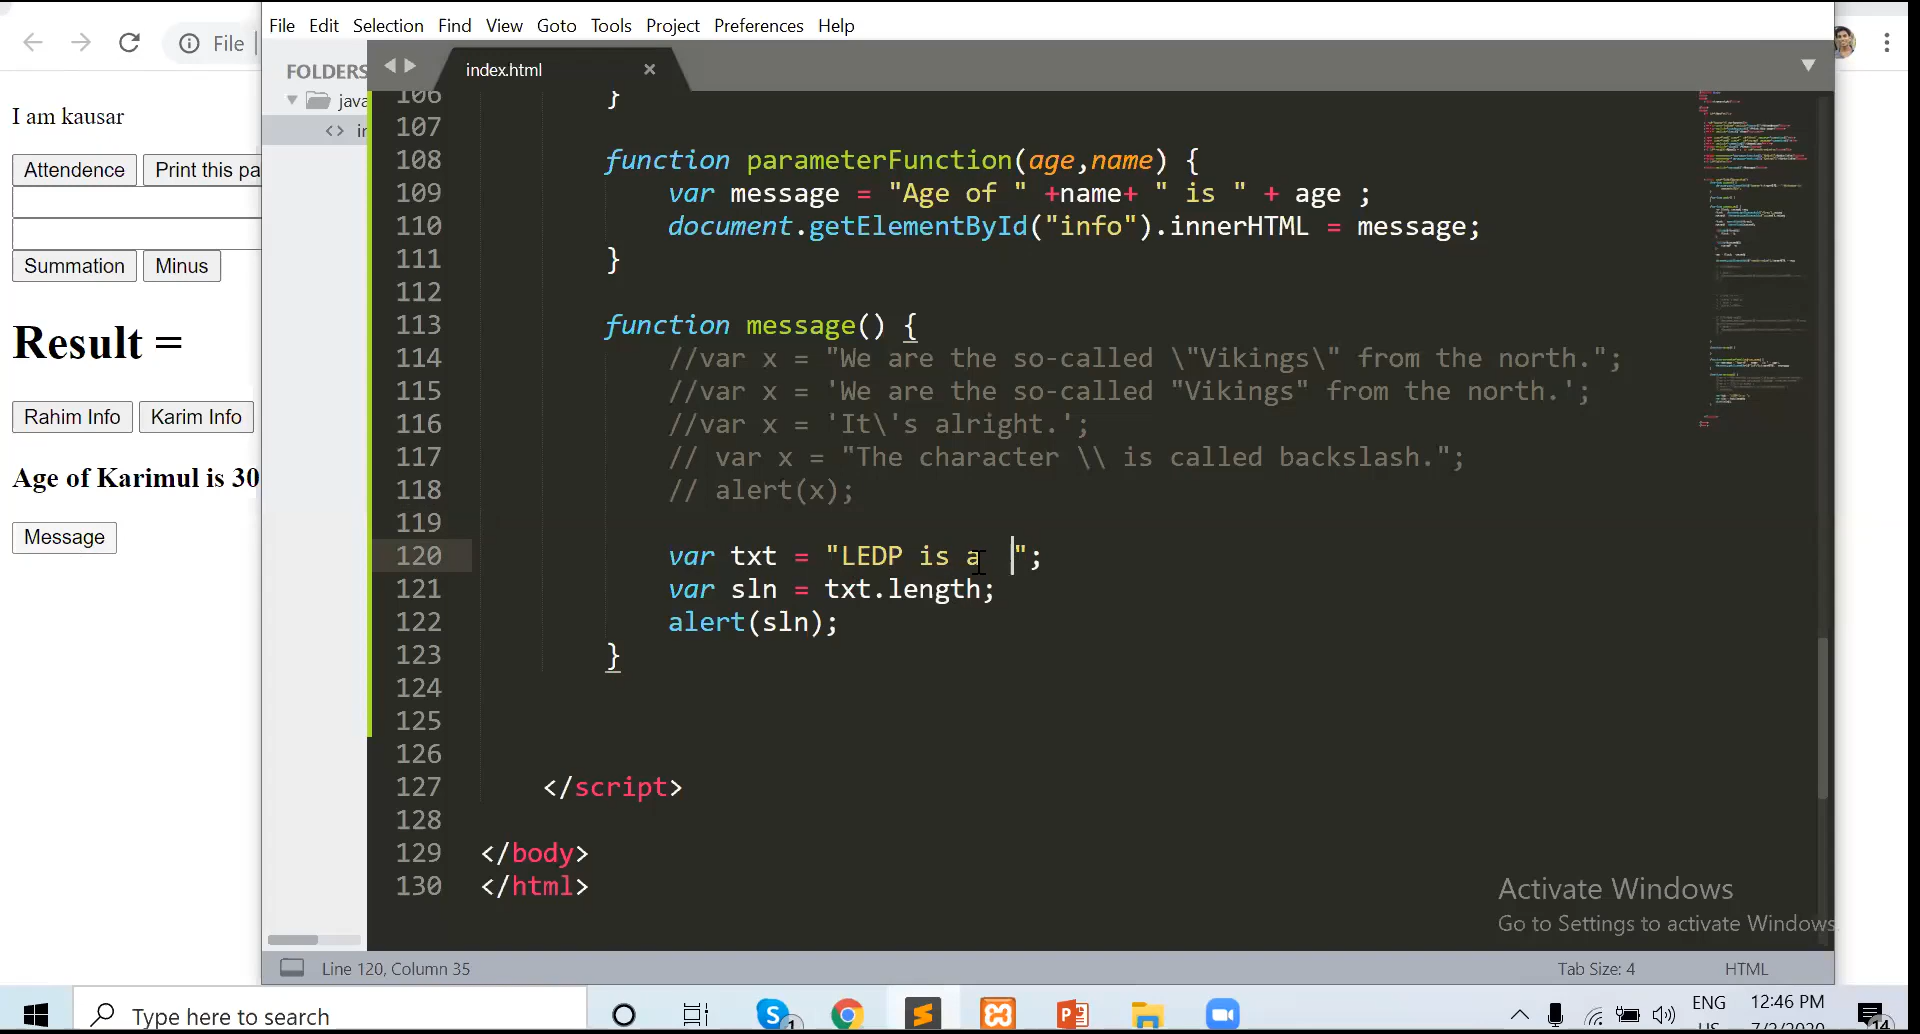 File Edit Selection Find View Goto Tools Project Preferences Help
File
FOLDERS
index.html
java
in
I am kausar
Attendence
Print this pa
Summation
Minus
Result =
Rahim Info
Karim Info
Age of Karimul is 30
Message
106 }
107
108 function parameterFunction(age,name) {
109 var message = "Age of " +name+ " is " + age ;
110 document.getElementById("info").innerHTML = message;
111 }
112
113 function message() {
114 //var x = "We are the so-called \"Vikings\" from the north.";
115 //var x = 'We are the so-called "Vikings" from the north.';
116 //var x = 'It\'s alright.';
117 // var x = "The character \\ is called backslash.";
118 // alert(x);
119
120 var txt = "LEDP is a  ";
121 var sln = txt.length;
122 alert(sln);
123 }
124
125
126
127 </script>
128
129 </body>
130 </html>
Activate Windows
Go to Settings to activate Windows.
Line 120, Column 35
Tab Size: 4
HTML
Type here to search
1
ENG
12:46 PM
14